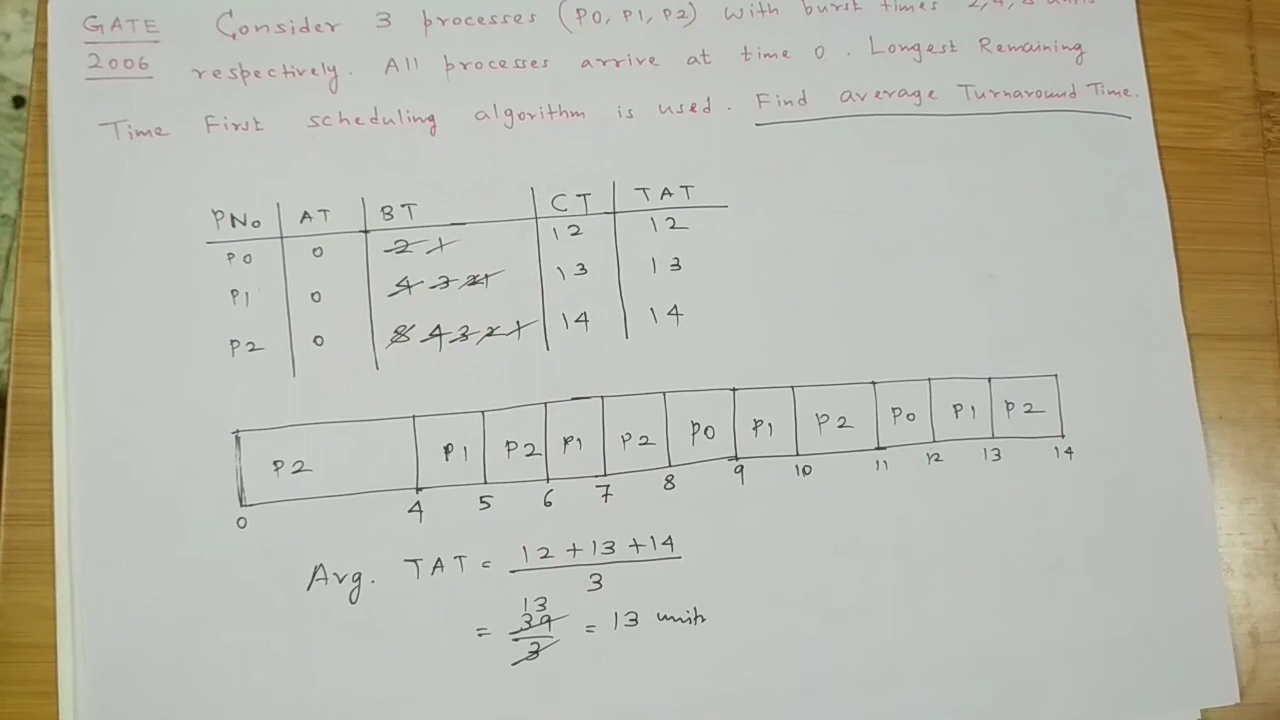 GATE Consider 3 processes (P0, P1, P2) with burst times 2, 4, 8 units
2006 respectively. All processes arrive at time 0. Longest Remaining
Time First scheduling algorithm is used. Find average Turnaround Time.
PNo AT BT CT TAT
P0 0 2 1 12 12
P1 0 4 3 2 1 13 13
P2 0 8 4 3 2 1 14 14
P2 P1 P2 P1 P2 P0 P1 P2 P0 P1 P2
0 4 5 6 7 8 9 10 11 12 13 14
Avg. TAT = 12 + 13 + 14
3
13
= 39 = 13 units
3